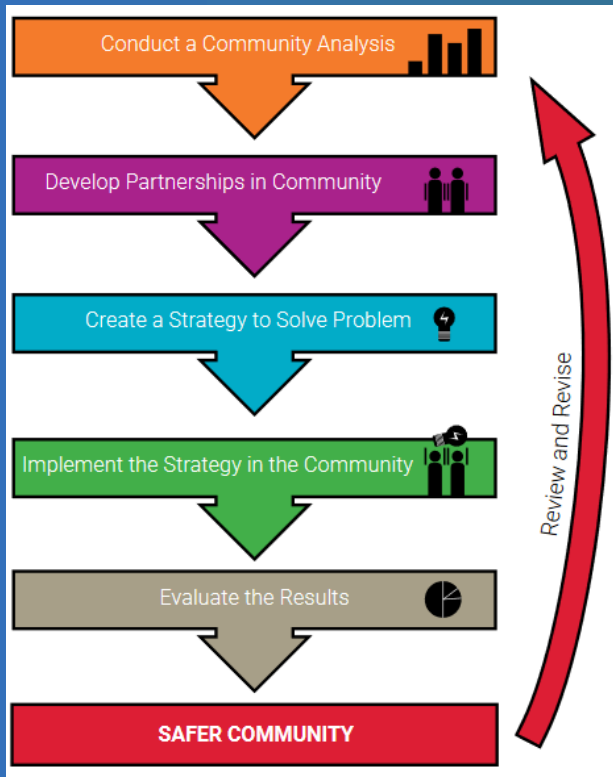 Conduct a Community Analysis
Develop Partnerships in Community
Create a Strategy to Solve Problem
Implement the Strategy in the Community
Evaluate the Results
SAFER COMMUNITY
Review and Revise